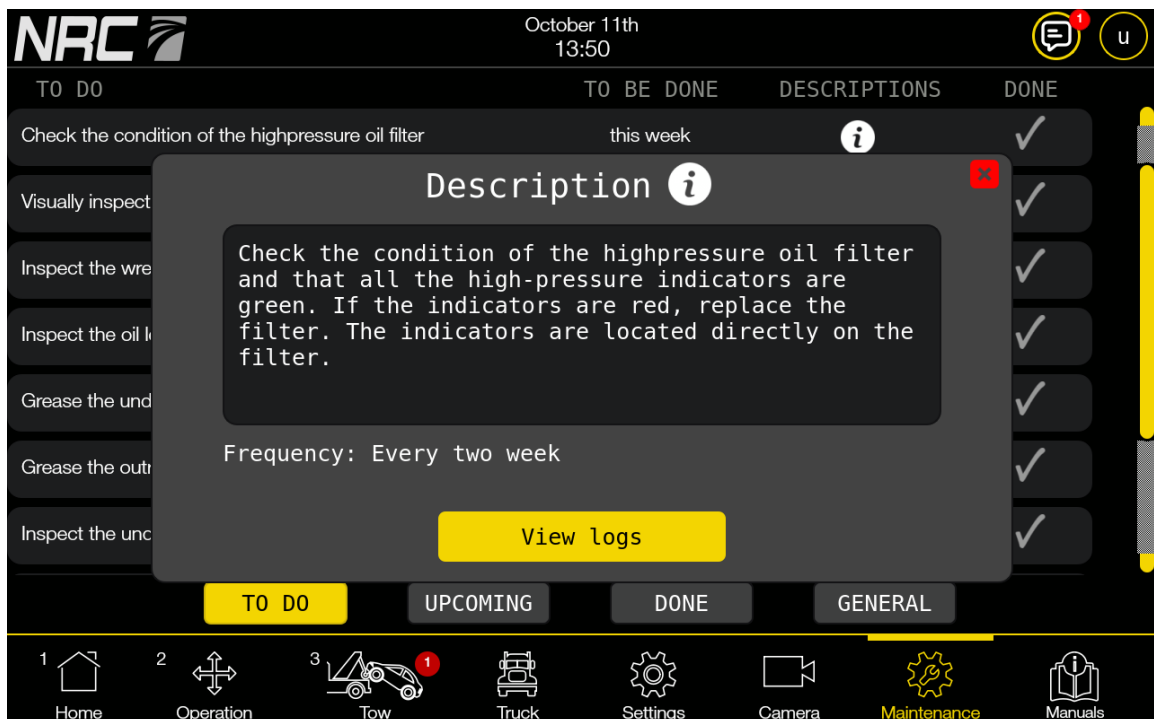 NRC
October 11th
13:50
1
u
TO DO TO BE DONE DESCRIPTIONS DONE
Check the condition of the highpressure oil filter this week i
Description i
Visually inspect
Check the condition of the highpressure oil filter
and that all the high-pressure indicators are
green. If the indicators are red, replace the
filter. The indicators are located directly on the
filter.
Inspect the wre
Inspect the oil l
Grease the und
Grease the outr
Frequency: Every two week
Inspect the und
View logs
TO DO UPCOMING DONE GENERAL
1 2 3 1
Home Operation Tow Truck Settings Camera Maintenance Manuals